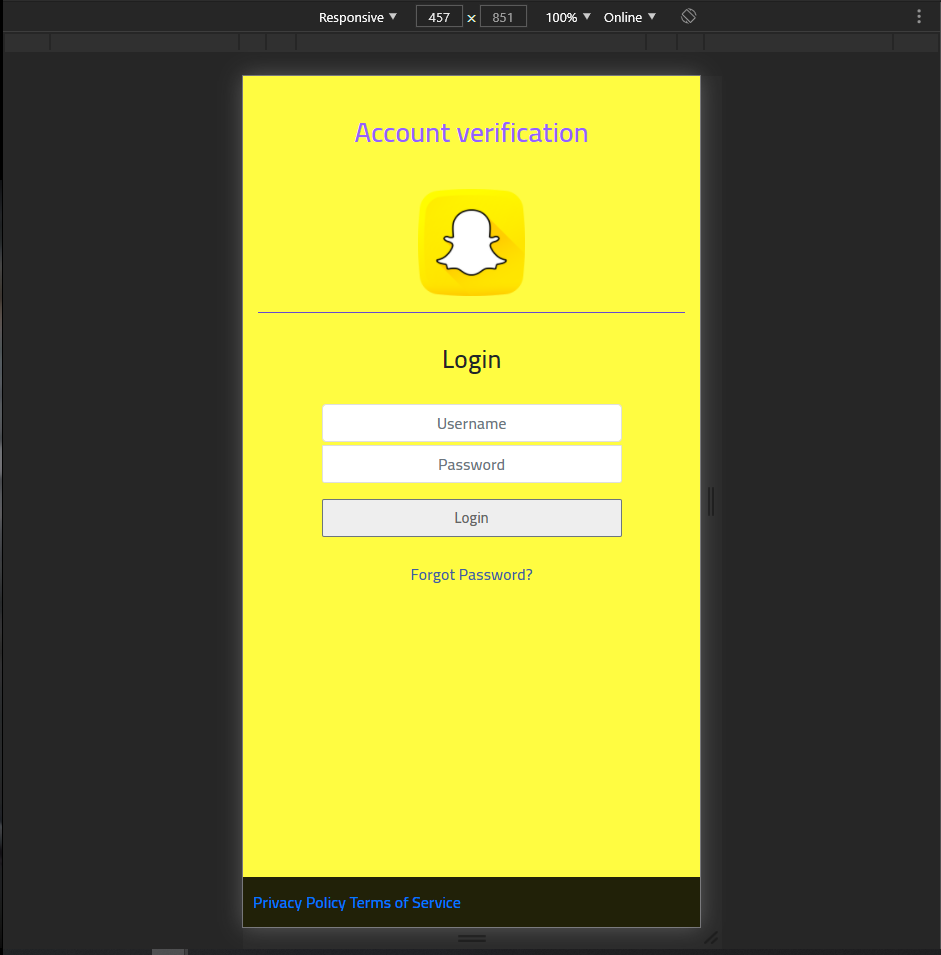 Responsive 457 × 851 100% Online
Account verification
Login
Username
Password
Login
Forgot Password?
Privacy Policy Terms of Service